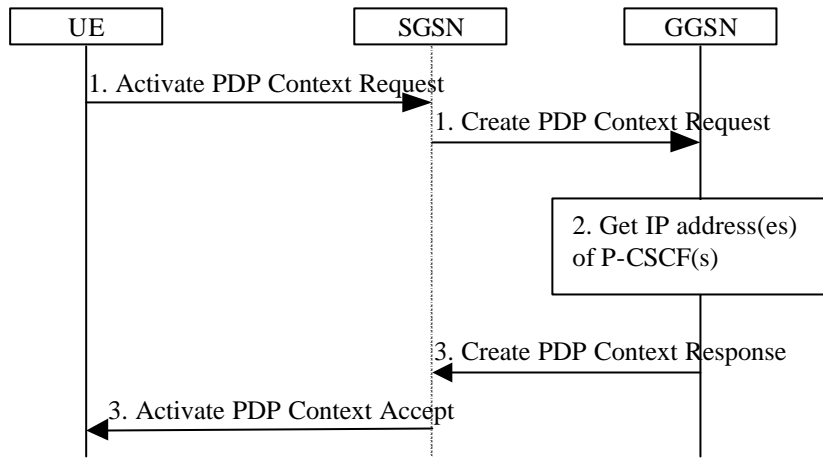 UE
SGSN
GGSN
1. Activate PDP Context Request
1. Create PDP Context Request
2. Get IP address(es)
of P-CSCF(s)
3. Create PDP Context Response
3. Activate PDP Context Accept